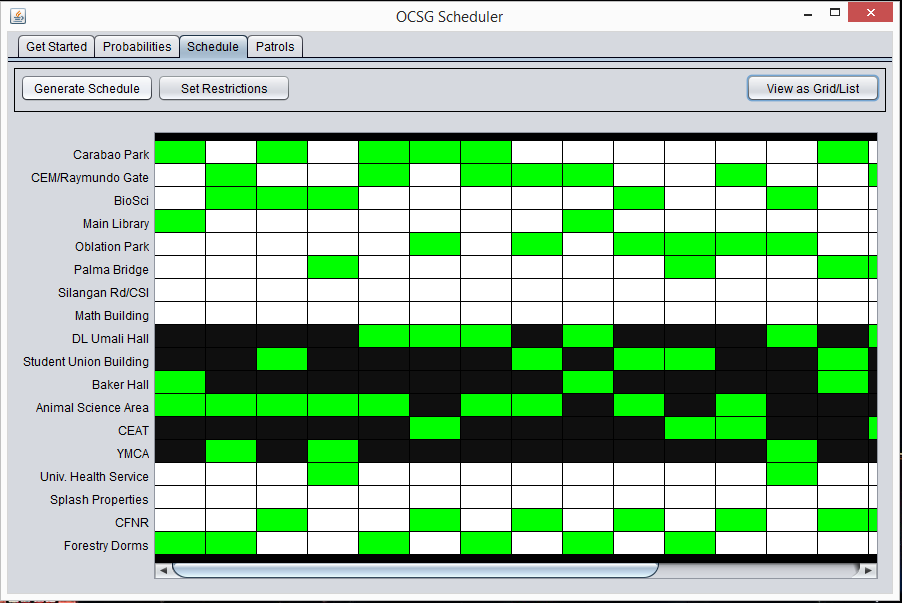 OCSG Scheduler
Get Started Probabilities Schedule Patrols
Generate Schedule Set Restrictions View as Grid/List
Carabao Park
CEM/Raymundo Gate
BioSci
Main Library
Oblation Park
Palma Bridge
Silangan Rd/CSI
Math Building
DL Umali Hall
Student Union Building
Baker Hall
Animal Science Area
CEAT
YMCA
Univ. Health Service
Splash Properties
CFNR
Forestry Dorms